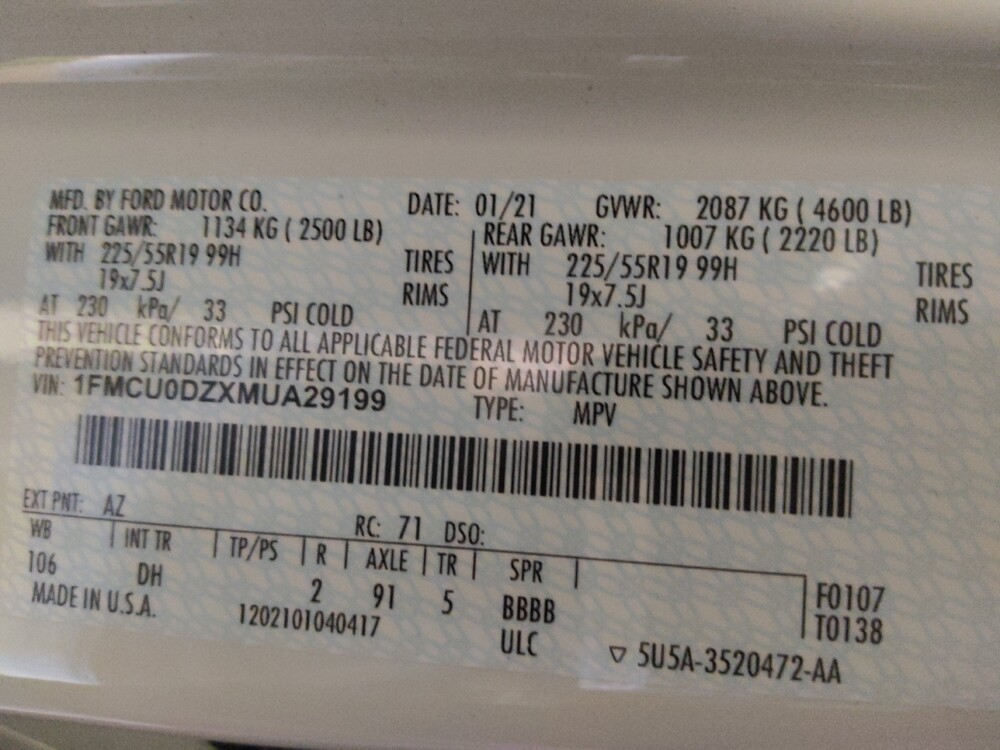 MFD. BY FORD MOTOR CO. DATE: 01/21 GVWR: 2087 KG ( 4600 LB)
FRONT GAWR: 1134 KG ( 2500 LB) REAR GAWR: 1007 KG ( 2220 LB)
WITH 225/55R19 99H TIRES WITH 225/55R19 99H TIRES
19x7.5J RIMS 19x7.5J RIMS
AT 230 kPa/ 33 PSI COLD AT 230 kPa/ 33 PSI COLD
THIS VEHICLE CONFORMS TO ALL APPLICABLE FEDERAL MOTOR VEHICLE SAFETY AND THEFT
PREVENTION STANDARDS IN EFFECT ON THE DATE OF MANUFACTURE SHOWN ABOVE.
VIN: 1FMCU0DZXMUA29199 TYPE: MPV
EXT PNT: AZ RC: 71 DSO:
WB INT TR TP/PS R AXLE TR SPR
106 DH 2 91 5 BBBB F0107
MADE IN U.S.A. 1202101040417 ULC T0138
▽ 5U5A-3520472-AA